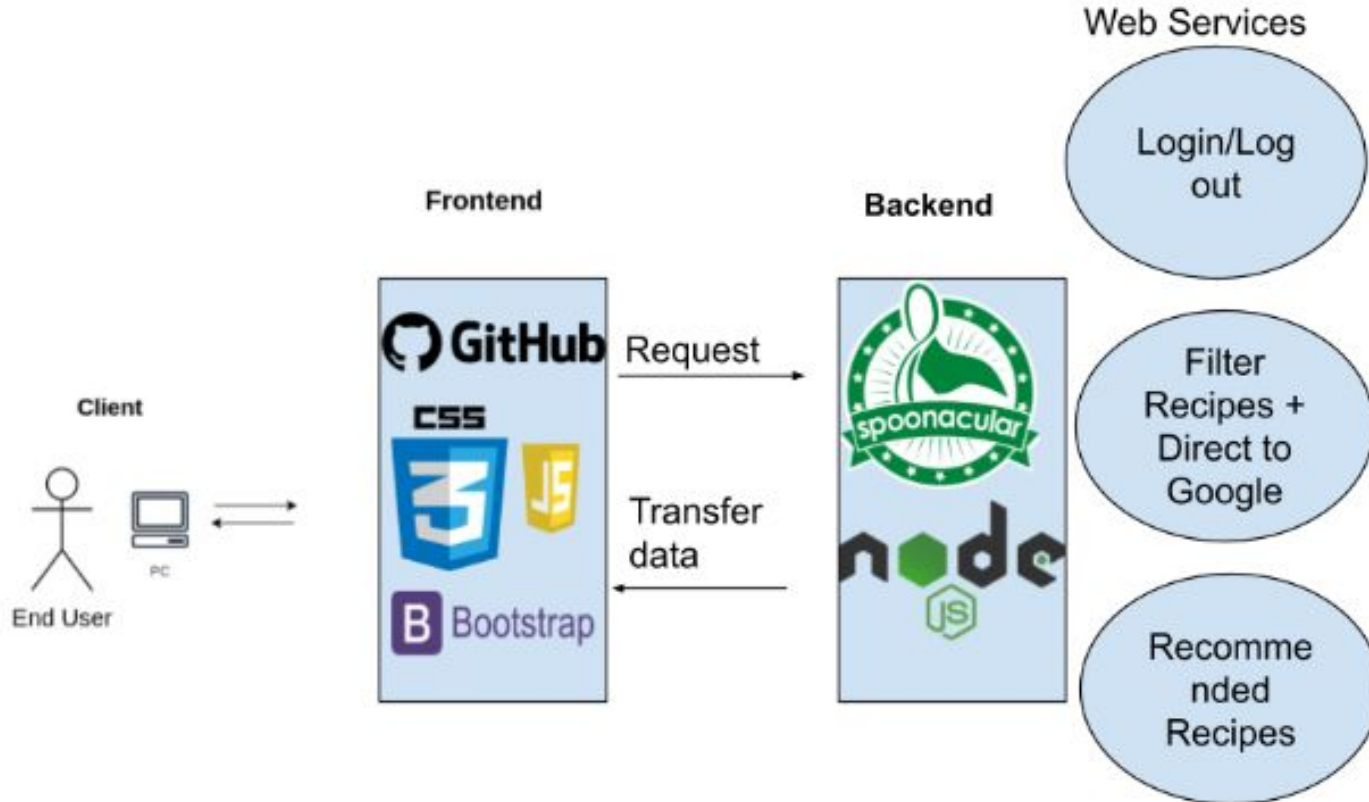 Web Services
Login/Log
out
Frontend
Backend
GitHub
Request
spoonacular
Filter
Recipes +
Direct to
Google
Client
CSS
3
JS
Transfer
data
node
JS
PC
End User
B Bootstrap
Recomme
nded
Recipes